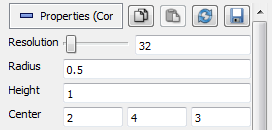 Properties (Cor
Resolution 32
Radius 0.5
Height 1
Center 2 4 3